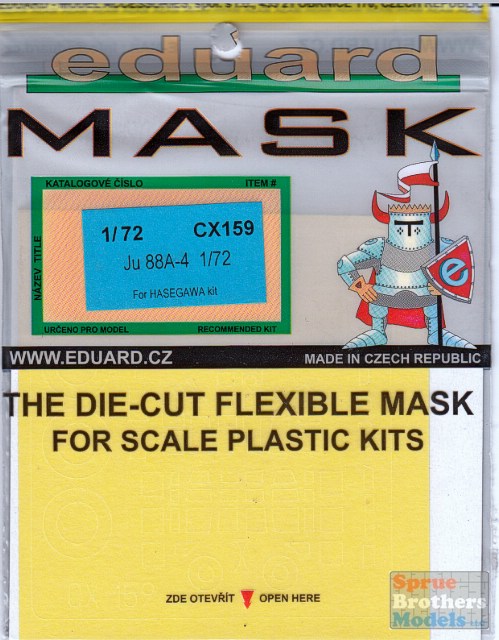 eduard
MASK
KATALOGOVÉ ČÍSLO ITEM #
NÁZEV TITLE
1/72 CX159
Ju 88A-4 1/72
For HASEGAWA kit
URČENO PRO MODEL RECOMMENDED KIT
e
WWW.EDUARD.CZ MADE IN CZECH REPUBLIC
THE DIE-CUT FLEXIBLE MASK
FOR SCALE PLASTIC KITS
ZDE OTEVŘÍT OPEN HERE
Sprue
Brothers
Models LLC